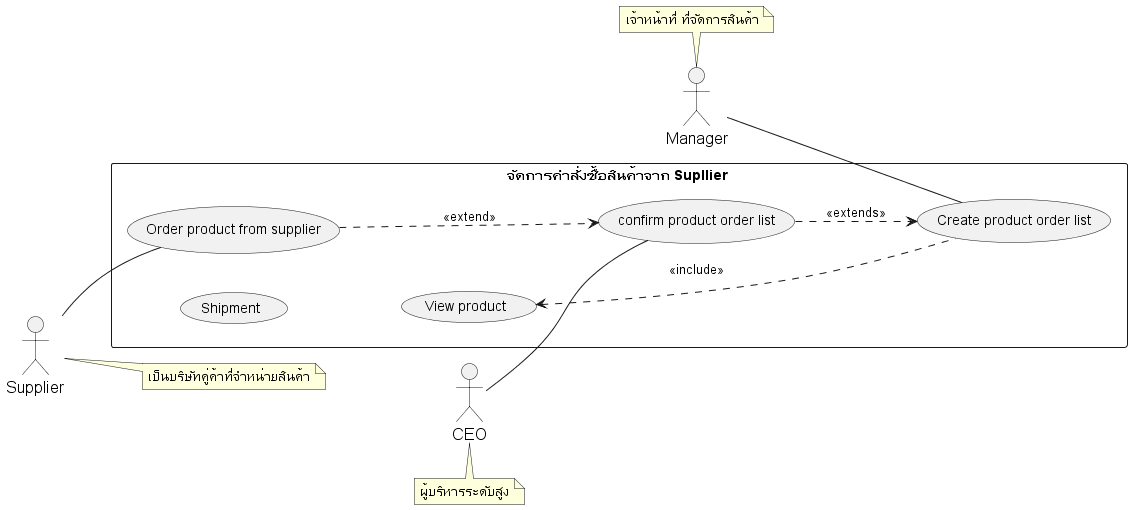 เจ้าหน้าที่ ที่จัดการสินค้า
Manager
จัดการคำสั่งซื้อสินค้าจาก Supllier
Order product from supplier
«extend»
confirm product order list
«extends»
Create product order list
«include»
Shipment
View product
Supplier
เป็นบริษัทคู่ค้าที่จำหน่ายสินค้า
CEO
ผู้บริหารระดับสูง